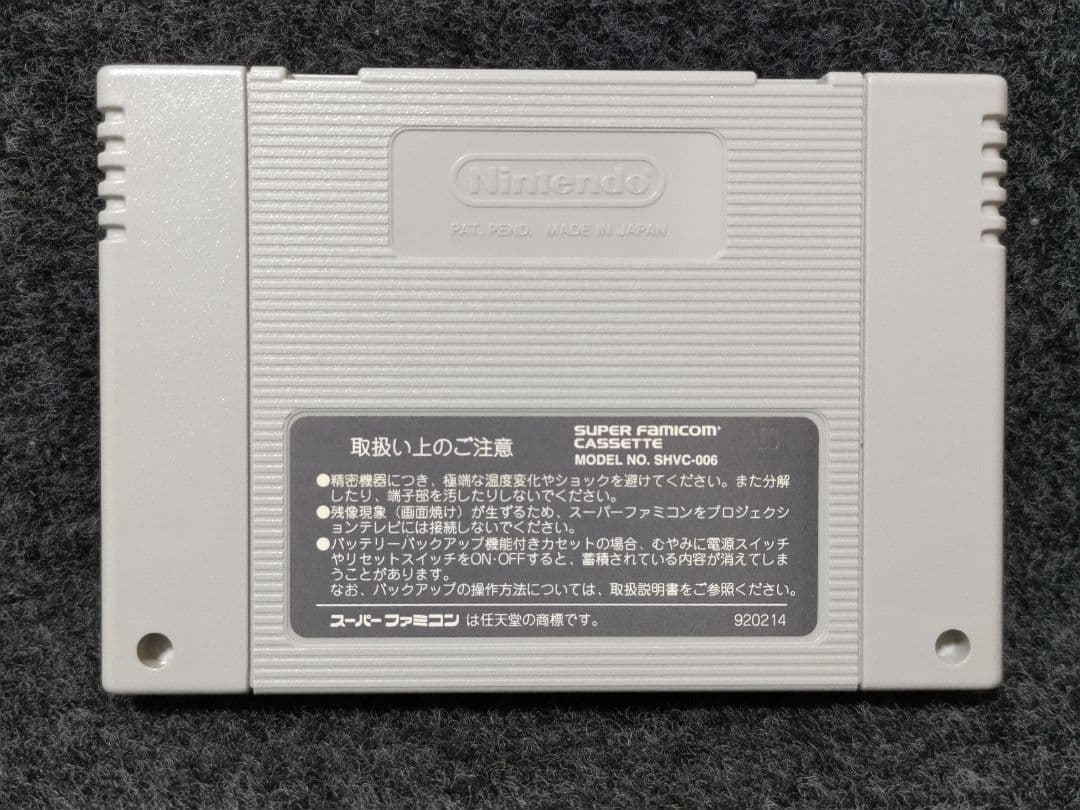 Nintendo
PAT. PEND. MADE IN JAPAN
取扱い上のご注意
SUPER FAMICOM
CASSETTE
MODEL NO. SHVC-006
●精密機器につき、極端な温度変化やショックを避けてください。また分解
したり、端子部を汚したりしないでください。
●残像現象（画面焼け）が生ずるため、スーパーファミコンをプロジェクシ
ョンテレビには接続しないでください。
●バッテリーバックアップ機能付きカセットの場合、むやみに電源スイッチ
やリセットスイッチをON・OFFすると、蓄積されている内容が消えてしま
うことがあります。
なお、バックアップの操作方法については、取扱説明書をご参照ください。
スーパーファミコン は任天堂の商標です。
920214